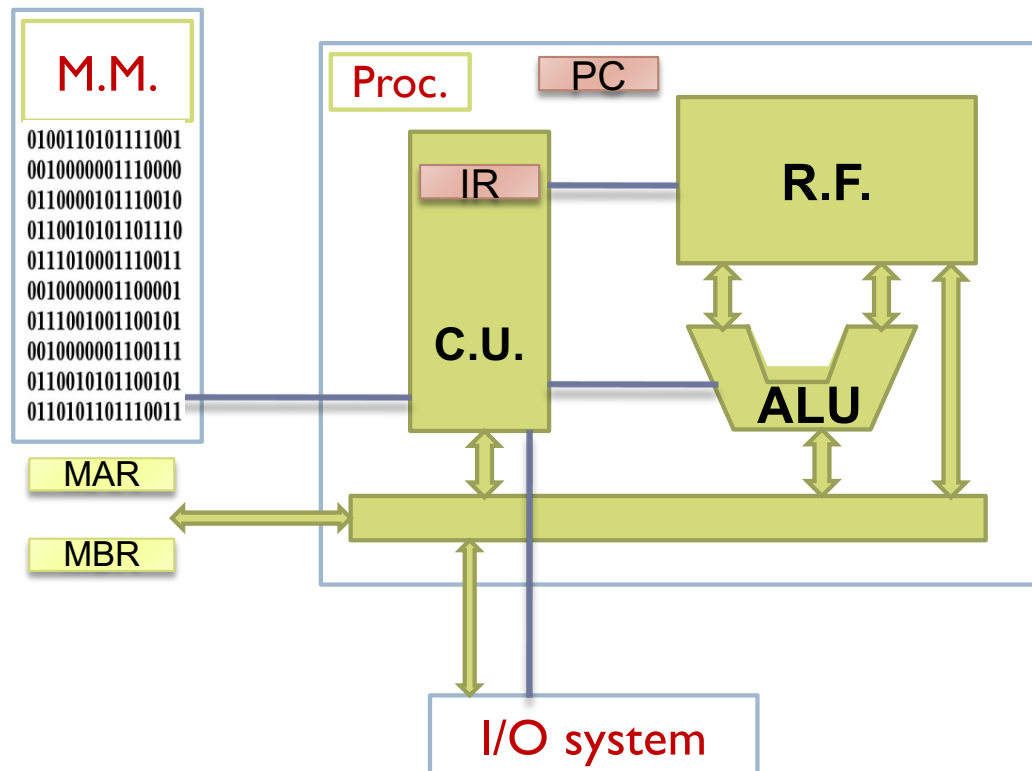 M.M.
0100110101111001
0010000001110000
0110000101110010
0110010101101110
0111010001110011
0010000001100001
0111001001100101
0010000001100111
0110010101100101
0110101101110011
MAR
MBR
Proc.
PC
IR
C.U.
R.F.
ALU
I/O system